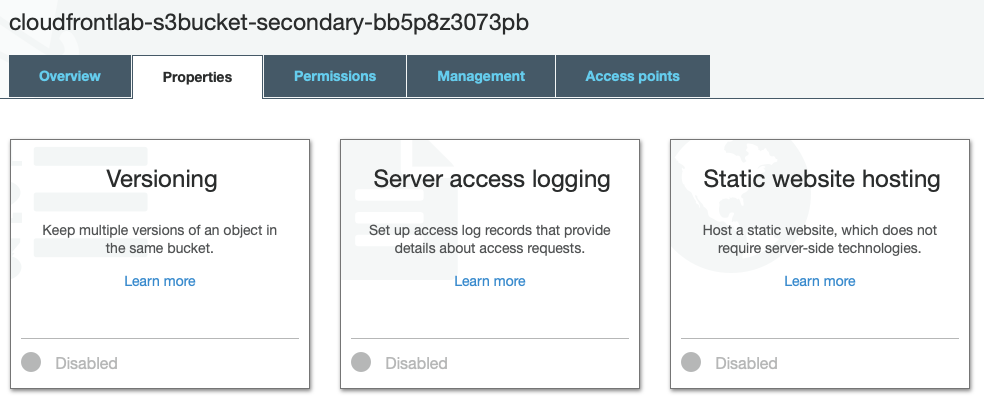 cloudfrontlab-s3bucket-secondary-bb5p8z3073pb
Overview
Properties
Permissions
Management
Access points
Versioning
Keep multiple versions of an object in
the same bucket.
Learn more
Disabled
Server access logging
Set up access log records that provide
details about access requests.
Learn more
Disabled
Static website hosting
Host a static website, which does not
require server-side technologies.
Learn more
Disabled